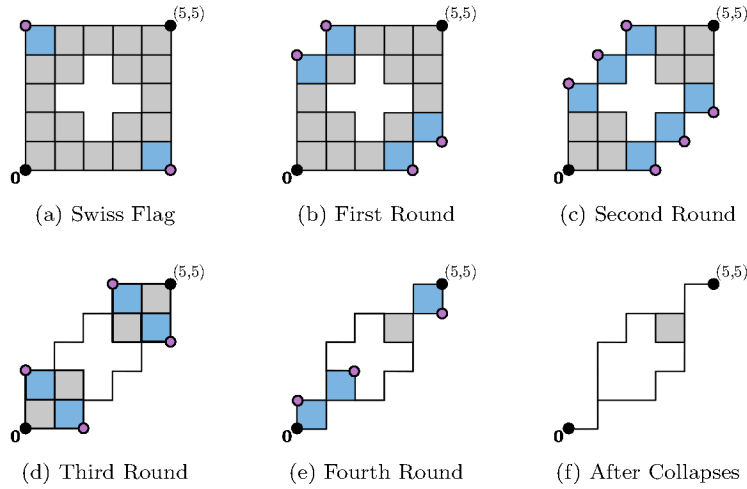 (5,5) (5,5) (5,5)
0 0 0
(a) Swiss Flag (b) First Round (c) Second Round
(5,5) (5,5) (5,5)
0 0 0
(d) Third Round (e) Fourth Round (f) After Collapses